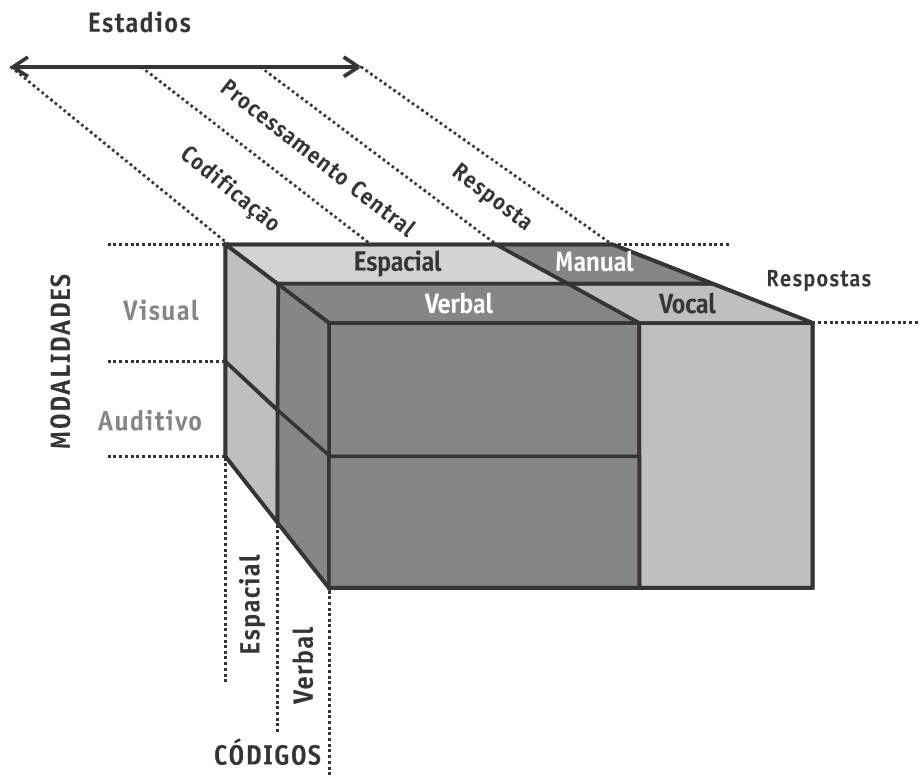 Estadios
Processamento Central
Codificação
Resposta
Espacial
Manual
Respostas
Verbal
Vocal
MODALIDADES
Visual
Auditivo
Espacial
Verbal
CÓDIGOS